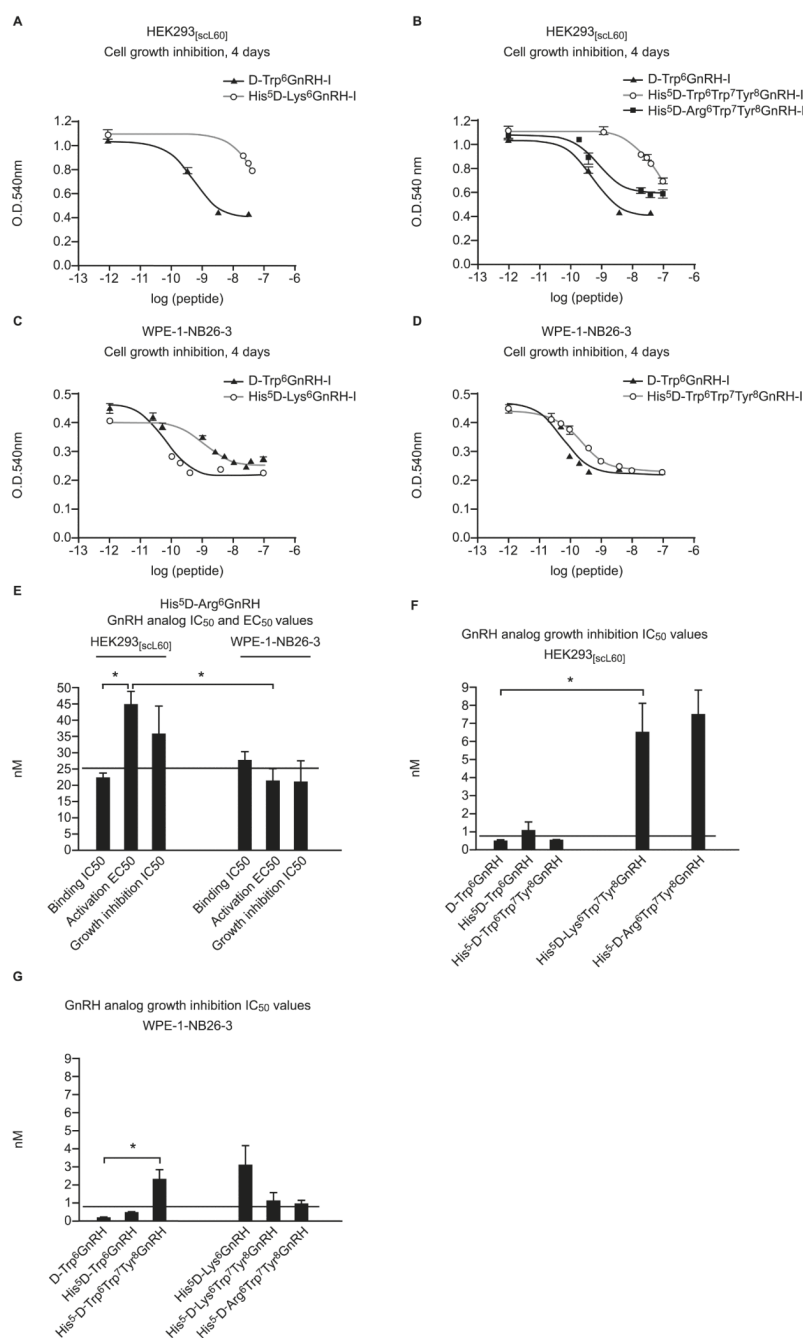 A
HEK293[scL60]
Cell growth inhibition, 4 days
D-Trp⁶GnRH-I
His⁵D-Lys⁶GnRH-I
1.2
1.0
0.8
0.6
0.4
0.2
0.0
O.D.540nm
-13 -12 -11 -10 -9 -8 -7 -6
log (peptide)
B
HEK293[scL60]
Cell growth inhibition, 4 days
D-Trp⁶GnRH-I
His⁵D-Trp⁶Trp⁷Tyr⁸GnRH-I
His⁵D-Arg⁶Trp⁷Tyr⁸GnRH-I
1.2
1.0
0.8
0.6
0.4
0.2
0.0
O.D.540 nm
-13 -12 -11 -10 -9 -8 -7 -6
log (peptide)
C
WPE-1-NB26-3
Cell growth inhibition, 4 days
D-Trp⁶GnRH-I
His⁵D-Lys⁶GnRH-I
0.5
0.4
0.3
0.2
0.1
0.0
O.D.540nm
-13 -12 -11 -10 -9 -8 -7 -6
log (peptide)
D
WPE-1-NB26-3
Cell growth inhibition, 4 days
D-Trp⁶GnRH-I
His⁵D-Trp⁶Trp⁷Tyr⁸GnRH-I
0.5
0.4
0.3
0.2
0.1
0.0
O.D.540nm
-13 -12 -11 -10 -9 -8 -7 -6
log (peptide)
E
His⁵D-Arg⁶GnRH
GnRH analog IC₅₀ and EC₅₀ values
HEK293[scL60] WPE-1-NB26-3
* *
50
45
40
35
30
25
20
15
10
5
0
nM
Binding IC50
Activation EC50
Growth inhibition IC50
Binding IC50
Activation EC50
Growth inhibition IC50
F
GnRH analog growth inhibition IC₅₀ values
HEK293[scL60]
*
9
8
7
6
5
4
3
2
1
0
nM
D-Trp⁶GnRH
His⁵D-Trp⁶GnRH
His⁵-D-Trp⁶Trp⁷Tyr⁸GnRH
His⁵D-Lys⁶Trp⁷Tyr⁸GnRH
His⁵-D-Arg⁶Trp⁷Tyr⁸GnRH
G
GnRH analog growth inhibition IC₅₀ values
WPE-1-NB26-3
*
9
8
7
6
5
4
3
2
1
0
nM
D-Trp⁶GnRH
His⁵D-Trp⁶GnRH
His⁵-D-Trp⁶Trp⁷Tyr⁸GnRH
His⁵D-Lys⁶GnRH
His⁵-D-Lys⁶Trp⁷Tyr⁸GnRH
His⁵-D-Arg⁶Trp⁷Tyr⁸GnRH